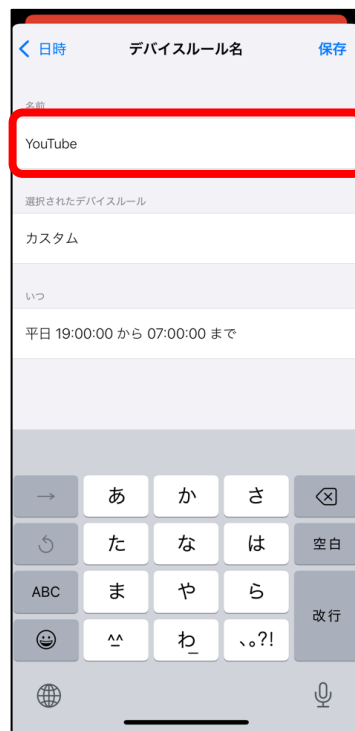 日時
デバイスルール名
保存
名前
YouTube
選択されたデバイスルール
カスタム
いつ
平日 19:00:00 から 07:00:00 まで
→ あ か さ
た な は 空白
ABC ま や ら 改行
^^ わ_ 、。?!